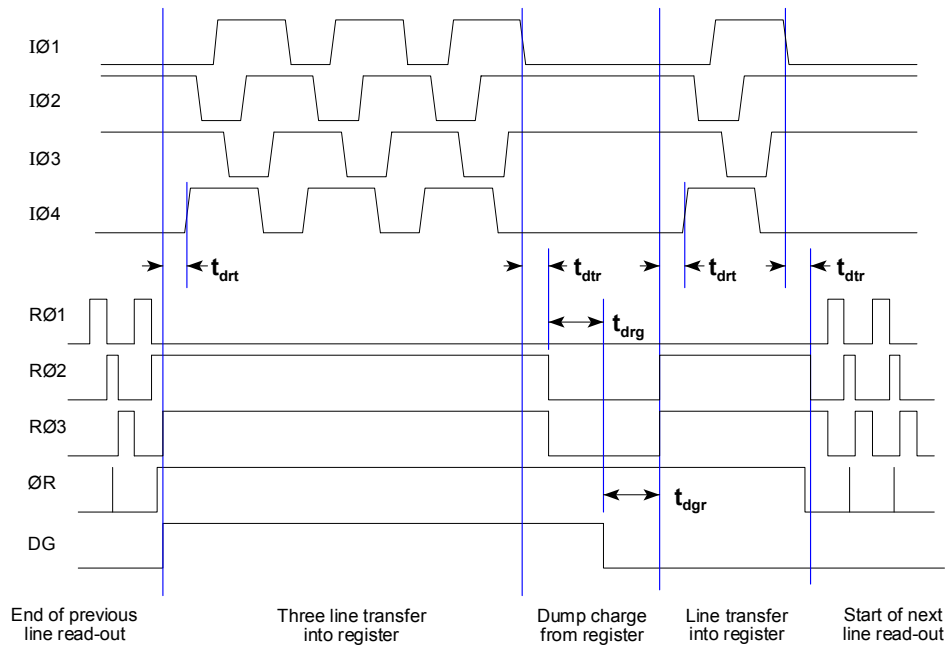 IØ1
IØ2
IØ3
IØ4
tdrt
tdtr
tdrt
tdtr
RØ1
tdrg
RØ2
RØ3
ØR
tdgr
DG
End of previous
line read-out
Three line transfer
into register
Dump charge
from register
Line transfer
into register
Start of next
line read-out